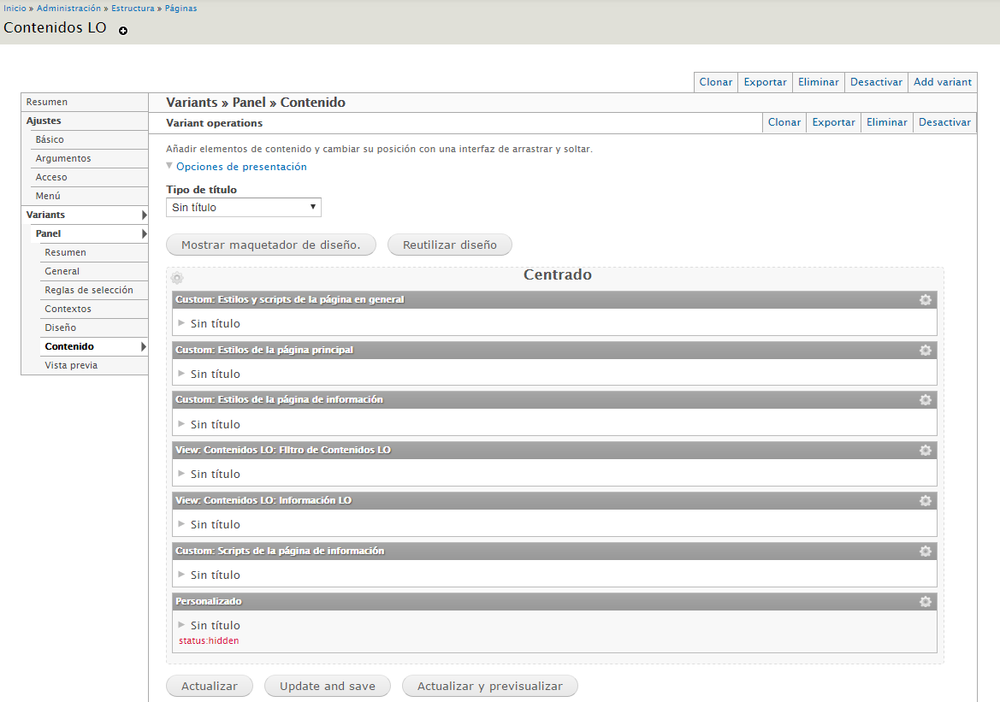 Inicio » Administración » Estructura » Páginas
Contenidos LO
Clonar Exportar Eliminar Desactivar Add variant
Resumen
Ajustes
Básico
Argumentos
Acceso
Menú
Variants
Panel
Resumen
General
Reglas de selección
Contextos
Diseño
Contenido
Vista previa
Variants » Panel » Contenido
Variant operations
Clonar Exportar Eliminar Desactivar
Añadir elementos de contenido y cambiar su posición con una interfaz de arrastrar y soltar.
Opciones de presentación
Tipo de título
Sin título
Mostrar maquetador de diseño. Reutilizar diseño
Centrado
Custom: Estilos y scripts de la página en general
Sin título
Custom: Estilos de la página principal
Sin título
Custom: Estilos de la página de información
Sin título
View: Contenidos LO: FIltro de Contenidos LO
Sin título
View: Contenidos LO: Información LO
Sin título
Custom: Scripts de la página de información
Sin título
Personalizado
Sin título
status:hidden
Actualizar Update and save Actualizar y previsualizar